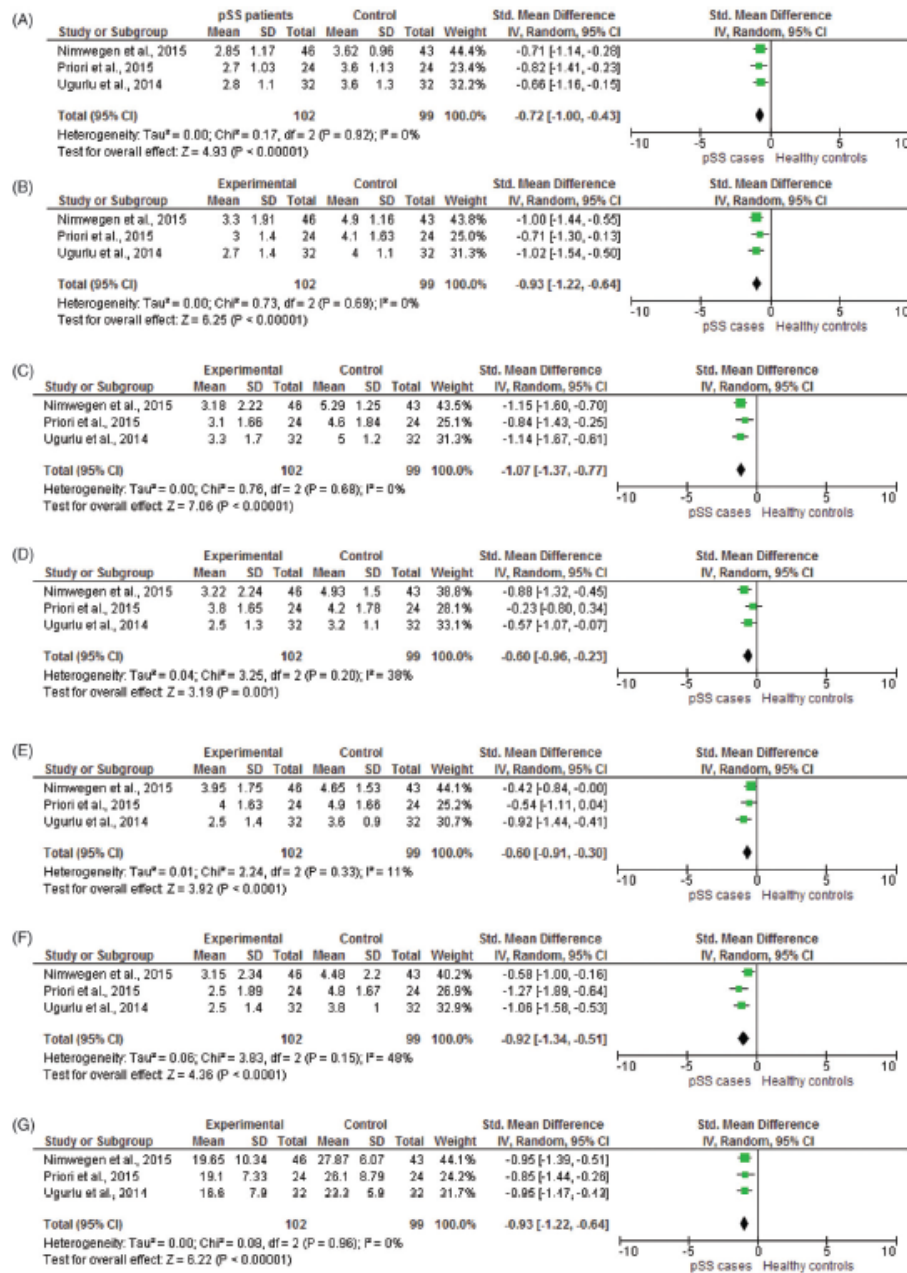 (A) pSS patients Control Std. Mean Difference Std. Mean Difference
Study or Subgroup Mean SD Total Mean SD Total Weight IV, Random, 95% CI IV, Random, 95% CI
Nimwegen et al., 2015 2.85 1.17 46 3.62 0.96 43 44.4% -0.71 [-1.14, -0.28]
Priori et al., 2015 2.7 1.03 24 3.6 1.13 24 23.4% -0.82 [-1.41, -0.23]
Ugurlu et al., 2014 2.8 1.1 32 3.6 1.3 32 32.2% -0.66 [-1.16, -0.15]
Total (95% CI) 102 99 100.0% -0.72 [-1.00, -0.43]
Heterogeneity: Tau² = 0.00; Chi² = 0.17, df = 2 (P = 0.92); I² = 0%
Test for overall effect: Z = 4.93 (P < 0.00001)
-10 -5 0 5 10
pSS cases Healthy controls
(B) Experimental Control Std. Mean Difference Std. Mean Difference
Study or Subgroup Mean SD Total Mean SD Total Weight IV, Random, 95% CI IV, Random, 95% CI
Nimwegen et al., 2015 3.3 1.91 46 4.9 1.16 43 43.8% -1.00 [-1.44, -0.55]
Priori et al., 2015 3 1.4 24 4.1 1.63 24 25.0% -0.71 [-1.30, -0.13]
Ugurlu et al., 2014 2.7 1.4 32 4 1.1 32 31.3% -1.02 [-1.54, -0.50]
Total (95% CI) 102 99 100.0% -0.93 [-1.22, -0.64]
Heterogeneity: Tau² = 0.00; Chi² = 0.73, df = 2 (P = 0.69); I² = 0%
Test for overall effect: Z = 6.25 (P < 0.00001)
-10 -5 0 5 10
pSS cases Healthy controls
(C) Experimental Control Std. Mean Difference Std. Mean Difference
Study or Subgroup Mean SD Total Mean SD Total Weight IV, Random, 95% CI IV, Random, 95% CI
Nimwegen et al., 2015 3.18 2.22 46 5.29 1.25 43 43.5% -1.15 [-1.60, -0.70]
Priori et al., 2015 3.1 1.66 24 4.6 1.84 24 25.1% -0.84 [-1.43, -0.25]
Ugurlu et al., 2014 3.3 1.7 32 5 1.2 32 31.3% -1.14 [-1.67, -0.61]
Total (95% CI) 102 99 100.0% -1.07 [-1.37, -0.77]
Heterogeneity: Tau² = 0.00; Chi² = 0.76, df = 2 (P = 0.68); I² = 0%
Test for overall effect: Z = 7.06 (P < 0.00001)
-10 -5 0 5 10
pSS cases Healthy controls
(D) Experimental Control Std. Mean Difference Std. Mean Difference
Study or Subgroup Mean SD Total Mean SD Total Weight IV, Random, 95% CI IV, Random, 95% CI
Nimwegen et al., 2015 3.22 2.24 46 4.93 1.5 43 38.8% -0.88 [-1.32, -0.45]
Priori et al., 2015 3.8 1.65 24 4.2 1.78 24 28.1% -0.23 [-0.80, 0.34]
Ugurlu et al., 2014 2.5 1.3 32 3.2 1.1 32 33.1% -0.57 [-1.07, -0.07]
Total (95% CI) 102 99 100.0% -0.60 [-0.96, -0.23]
Heterogeneity: Tau² = 0.04; Chi² = 3.25, df = 2 (P = 0.20); I² = 38%
Test for overall effect: Z = 3.19 (P = 0.001)
-10 -5 0 5 10
pSS cases Healthy controls
(E) Experimental Control Std. Mean Difference Std. Mean Difference
Study or Subgroup Mean SD Total Mean SD Total Weight IV, Random, 95% CI IV, Random, 95% CI
Nimwegen et al., 2015 3.95 1.75 46 4.65 1.53 43 44.1% -0.42 [-0.84, -0.00]
Priori et al., 2015 4 1.63 24 4.9 1.66 24 25.2% -0.54 [-1.11, 0.04]
Ugurlu et al., 2014 2.5 1.4 32 3.6 0.9 32 30.7% -0.92 [-1.44, -0.41]
Total (95% CI) 102 99 100.0% -0.60 [-0.91, -0.30]
Heterogeneity: Tau² = 0.01; Chi² = 2.24, df = 2 (P = 0.33); I² = 11%
Test for overall effect: Z = 3.92 (P < 0.0001)
-10 -5 0 5 10
pSS cases Healthy controls
(F) Experimental Control Std. Mean Difference Std. Mean Difference
Study or Subgroup Mean SD Total Mean SD Total Weight IV, Random, 95% CI IV, Random, 95% CI
Nimwegen et al., 2015 3.15 2.34 46 4.48 2.2 43 40.2% -0.58 [-1.00, -0.16]
Priori et al., 2015 2.5 1.89 24 4.8 1.67 24 26.9% -1.27 [-1.89, -0.64]
Ugurlu et al., 2014 2.5 1.4 32 3.8 1 32 32.9% -1.06 [-1.58, -0.53]
Total (95% CI) 102 99 100.0% -0.92 [-1.34, -0.51]
Heterogeneity: Tau² = 0.06; Chi² = 3.83, df = 2 (P = 0.15); I² = 48%
Test for overall effect: Z = 4.36 (P < 0.0001)
-10 -5 0 5 10
pSS cases Healthy controls
(G) Experimental Control Std. Mean Difference Std. Mean Difference
Study or Subgroup Mean SD Total Mean SD Total Weight IV, Random, 95% CI IV, Random, 95% CI
Nimwegen et al., 2015 19.65 10.34 46 27.87 6.07 43 44.1% -0.95 [-1.39, -0.51]
Priori et al., 2015 19.1 7.33 24 26.1 8.79 24 24.2% -0.85 [-1.44, -0.26]
Ugurlu et al., 2014 16.6 7.9 32 5.9 32 31.7%
Total (95% CI) 102 99 100.0% -0.93 [-1.22, -0.64]
Heterogeneity: Tau² = 0.00; Chi² = 0.09, df = 2 (P = 0.96); I² = 0%
Test for overall effect: Z = 6.22 (P < 0.00001)
-10 -5 0 5 10
pSS cases Healthy controls